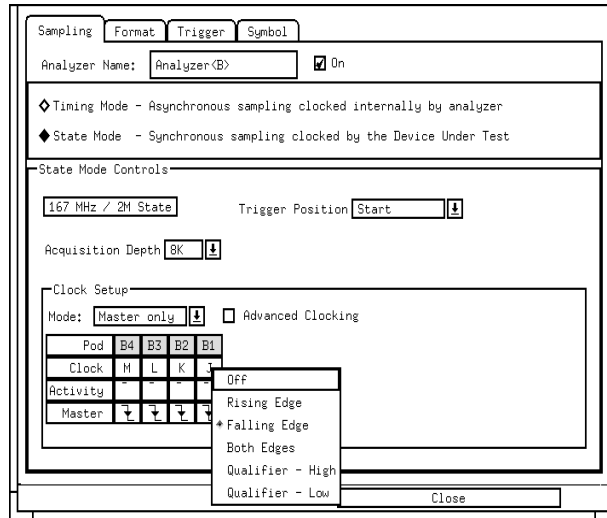 Sampling Format Trigger Symbol
Analyzer Name: Analyzer<B> On
Timing Mode - Asynchronous sampling clocked internally by analyzer
State Mode - Synchronous sampling clocked by the Device Under Test
State Mode Controls
167 MHz / 2M State Trigger Position Start
Acquisition Depth 8K
Clock Setup
Mode: Master only Advanced Clocking
Pod B4 B3 B2 B1
Clock M L K J
Activity
Master
Off
Rising Edge
Falling Edge
Both Edges
Qualifier - High
Qualifier - Low
Close